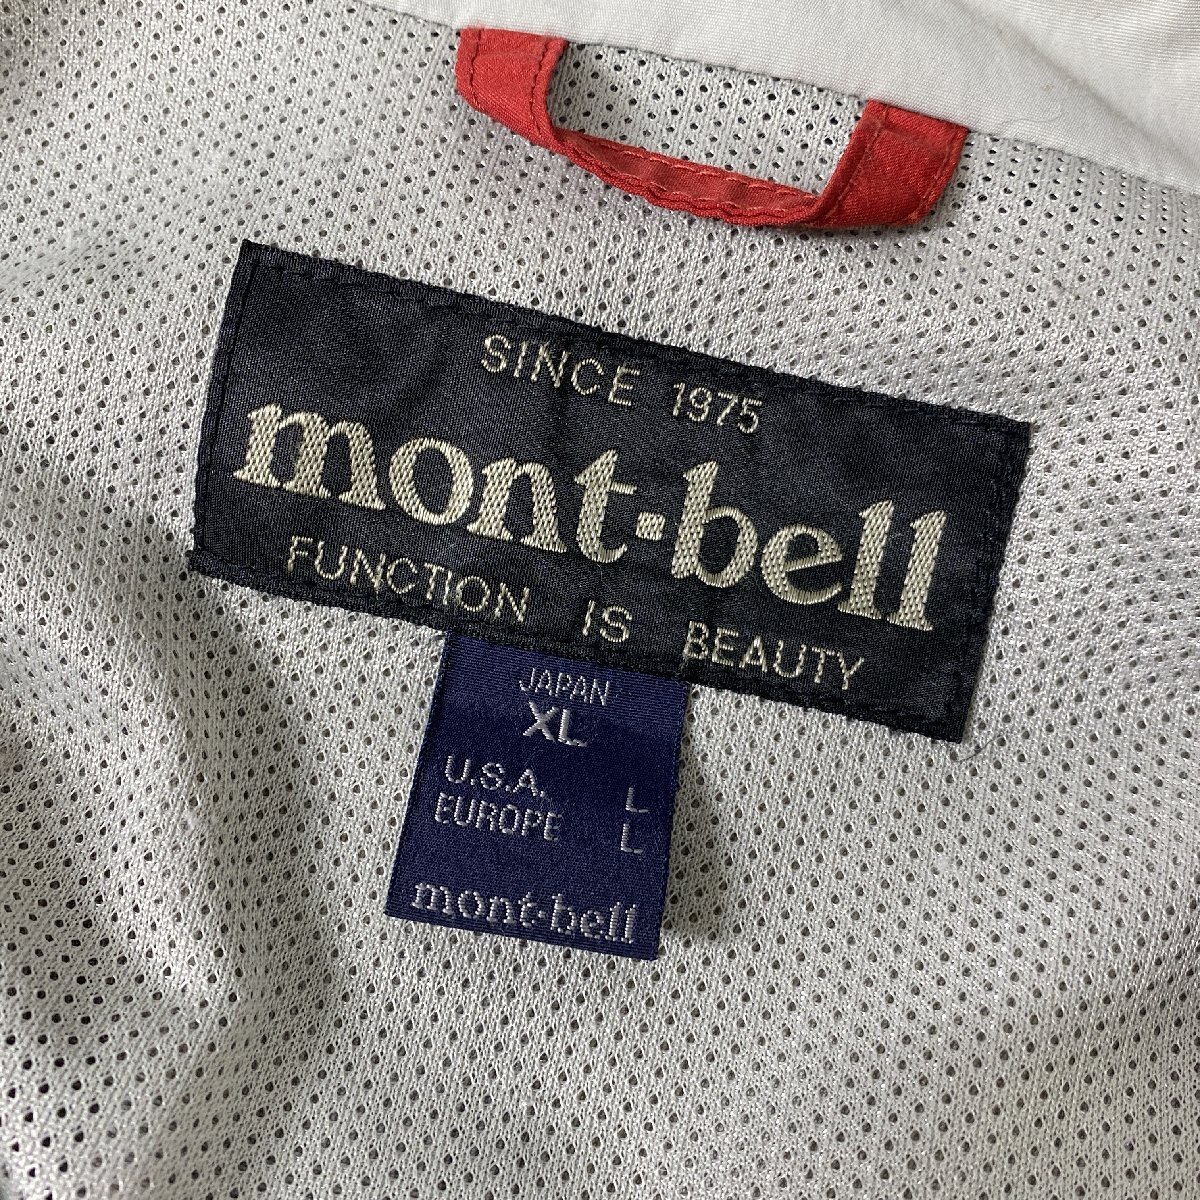 SINCE 1975
mont·bell
FUNCTION IS BEAUTY
JAPAN
XL
U.S.A. L
EUROPE L
mont·bell